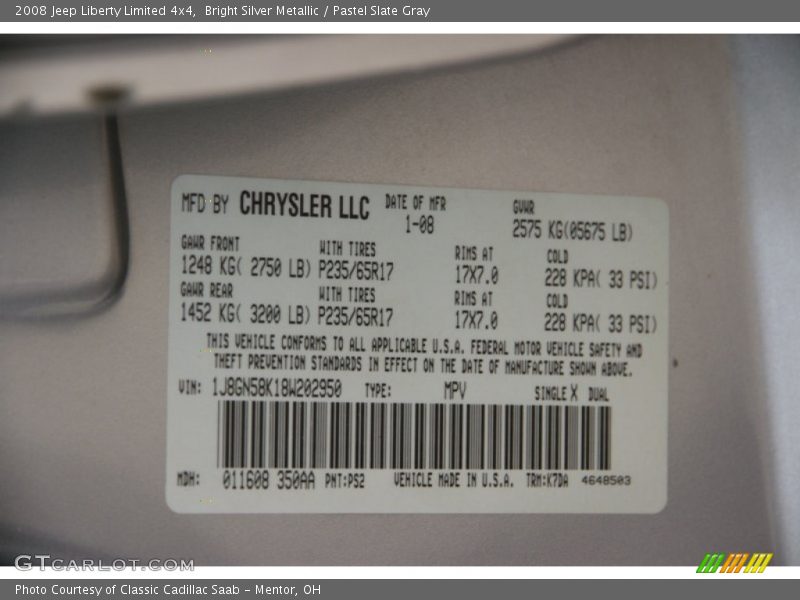 2008 Jeep Liberty Limited 4x4, Bright Silver Metallic / Pastel Slate Gray
MFD BY CHRYSLER LLC DATE OF MFR GVWR
1-08 2575 KG(05675 LB)
GAWR FRONT WITH TIRES RIMS AT COLD
1248 KG( 2750 LB) P235/65R17 17X7.0 228 KPA( 33 PSI)
GAWR REAR WITH TIRES RIMS AT COLD
1452 KG( 3200 LB) P235/65R17 17X7.0 228 KPA( 33 PSI)
THIS VEHICLE CONFORMS TO ALL APPLICABLE U.S.A. FEDERAL MOTOR VEHICLE SAFETY AND
THEFT PREVENTION STANDARDS IN EFFECT ON THE DATE OF MANUFACTURE SHOWN ABOVE.
VIN: 1J8GN58K18W202950 TYPE: MPV SINGLE X DUAL
MDH: 011608 350AA PNT:PS2 VEHICLE MADE IN U.S.A. TRM:K7DA 4648503
GTCARLOT.COM
Photo Courtesy of Classic Cadillac Saab - Mentor, OH